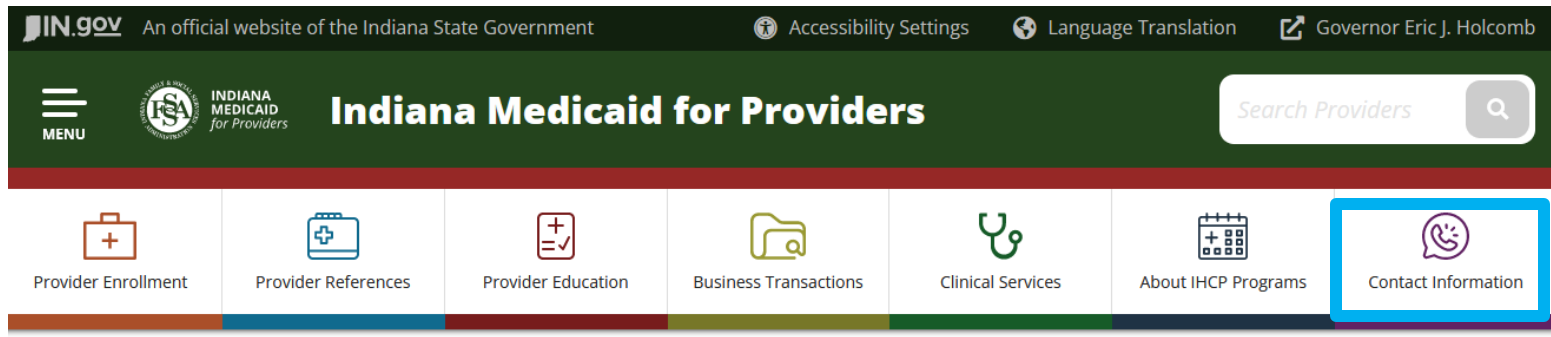 IN.gov An official website of the Indiana State Government Accessibility Settings Language Translation Governor Eric J. Holcomb
MENU
FSSA
INDIANA
MEDICAID
for Providers
Indiana Medicaid for Providers
Search Providers
Provider Enrollment Provider References Provider Education Business Transactions Clinical Services About IHCP Programs Contact Information